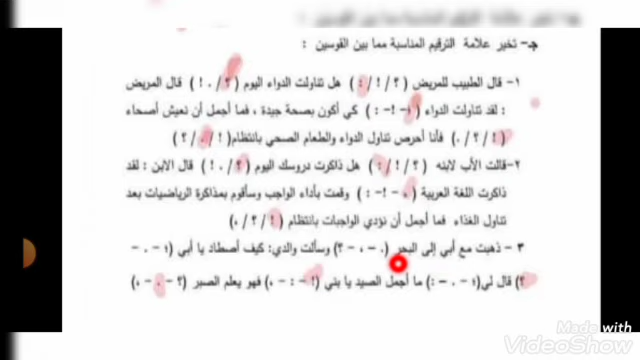 جـ- تخير علامة الترقيم المناسبة مما بين القوسين :
١- قال الطبيب للمريض (؟ / ! / :) هل تناولت الدواء اليوم (؟ / . / !) قال المريض
: لقد تناولت الدواء (؛ - ! - :) كي أكون بصحة جيدة ، فما أجمل أن نعيش أصحاء
(! / ؟ / .) فأنا أحرص تناول الدواء والطعام الصحي بانتظام (! / . / ؟)
٢- قالت الأب لابنه (؟ / ! / :) هل ذاكرت دروسك اليوم (؟ / . / !) قال الابن : لقد
ذاكرت اللغة العربية (، - ! - :) وقمت بأداء الواجب وسأقوم بمذاكرة الرياضيات بعد
تناول الغذاء فما أجمل أن نؤدي الواجبات بانتظام (! / ؟ / ،)
٣ - ذهبت مع أبي إلى البحر (. - ، - ؟) وسألت والدي: كيف أصطاد يا أبي (؛ - . -
؟) قال لي (؛ - . - :) ما أجمل الصيد يا بني (! - : - ،) فهو يعلم الصبر (؟ - . - ،)
Made with
VideoShow